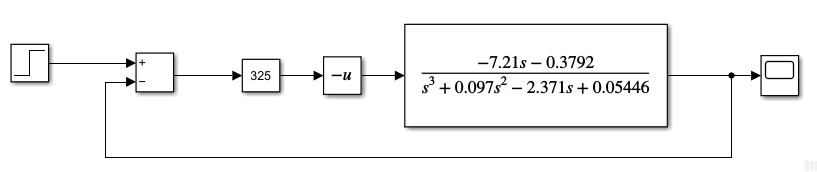 +
−
325
−u
−7.21s − 0.3792
s³ + 0.097s² − 2.371s + 0.05446